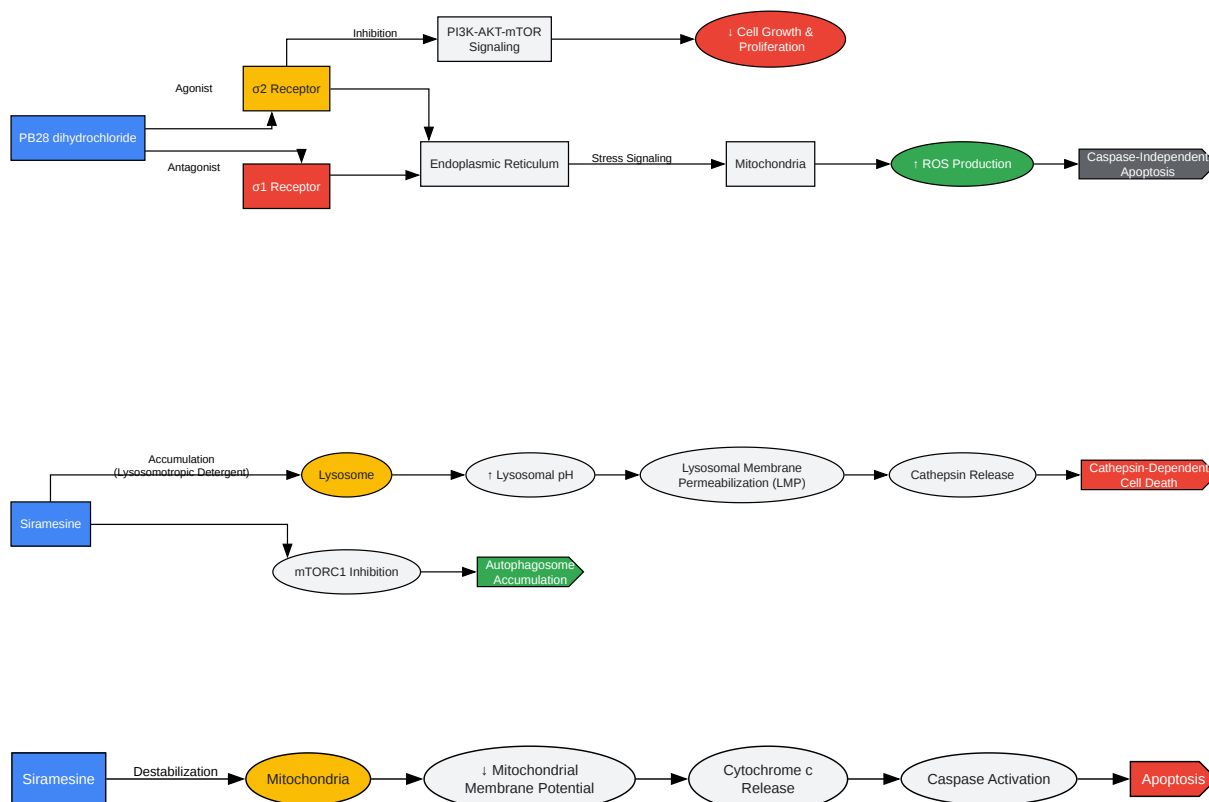 Inhibition
PI3K-AKT-mTOR
Signaling
↓ Cell Growth &
Proliferation
Agonist
σ2 Receptor
PB28 dihydrochloride
Antagonist
σ1 Receptor
Endoplasmic Reticulum
Stress Signaling
Mitochondria
↑ ROS Production
Caspase-Independent
Apoptosis
Accumulation
(Lysosomotropic Detergent)
Lysosome
↑ Lysosomal pH
Lysosomal Membrane
Permeabilization (LMP)
Cathepsin Release
Cathepsin-Dependent
Cell Death
Siramesine
mTORC1 Inhibition
Autophagosome
Accumulation
Siramesine
Destabilization
Mitochondria
↓ Mitochondrial
Membrane Potential
Cytochrome c
Release
Caspase Activation
Apoptosis